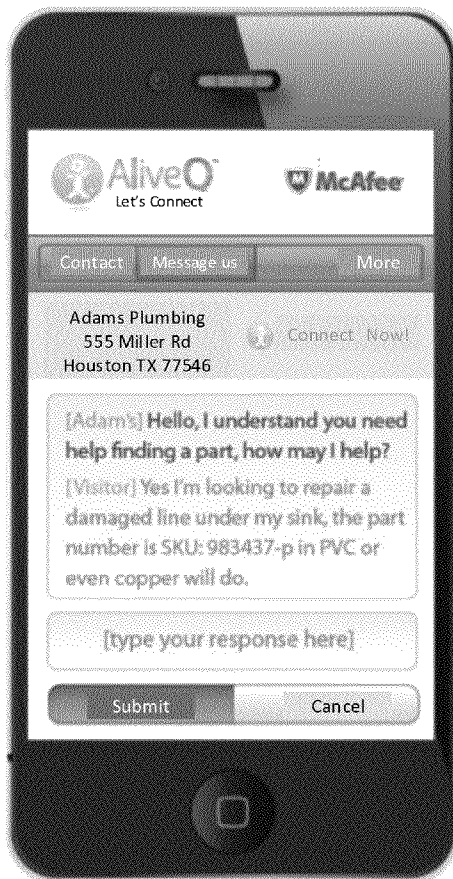 AliveQ™
Let's Connect
McAfee
Contact Message us More
Adams Plumbing
555 Miller Rd
Houston TX 77546
Connect Now!
[Adam's] Hello, I understand you need
help finding a part, how may I help?
[Visitor] Yes I'm looking to repair a
damaged line under my sink, the part
number is SKU: 983437-p in PVC or
even copper will do.
[type your response here]
Submit Cancel